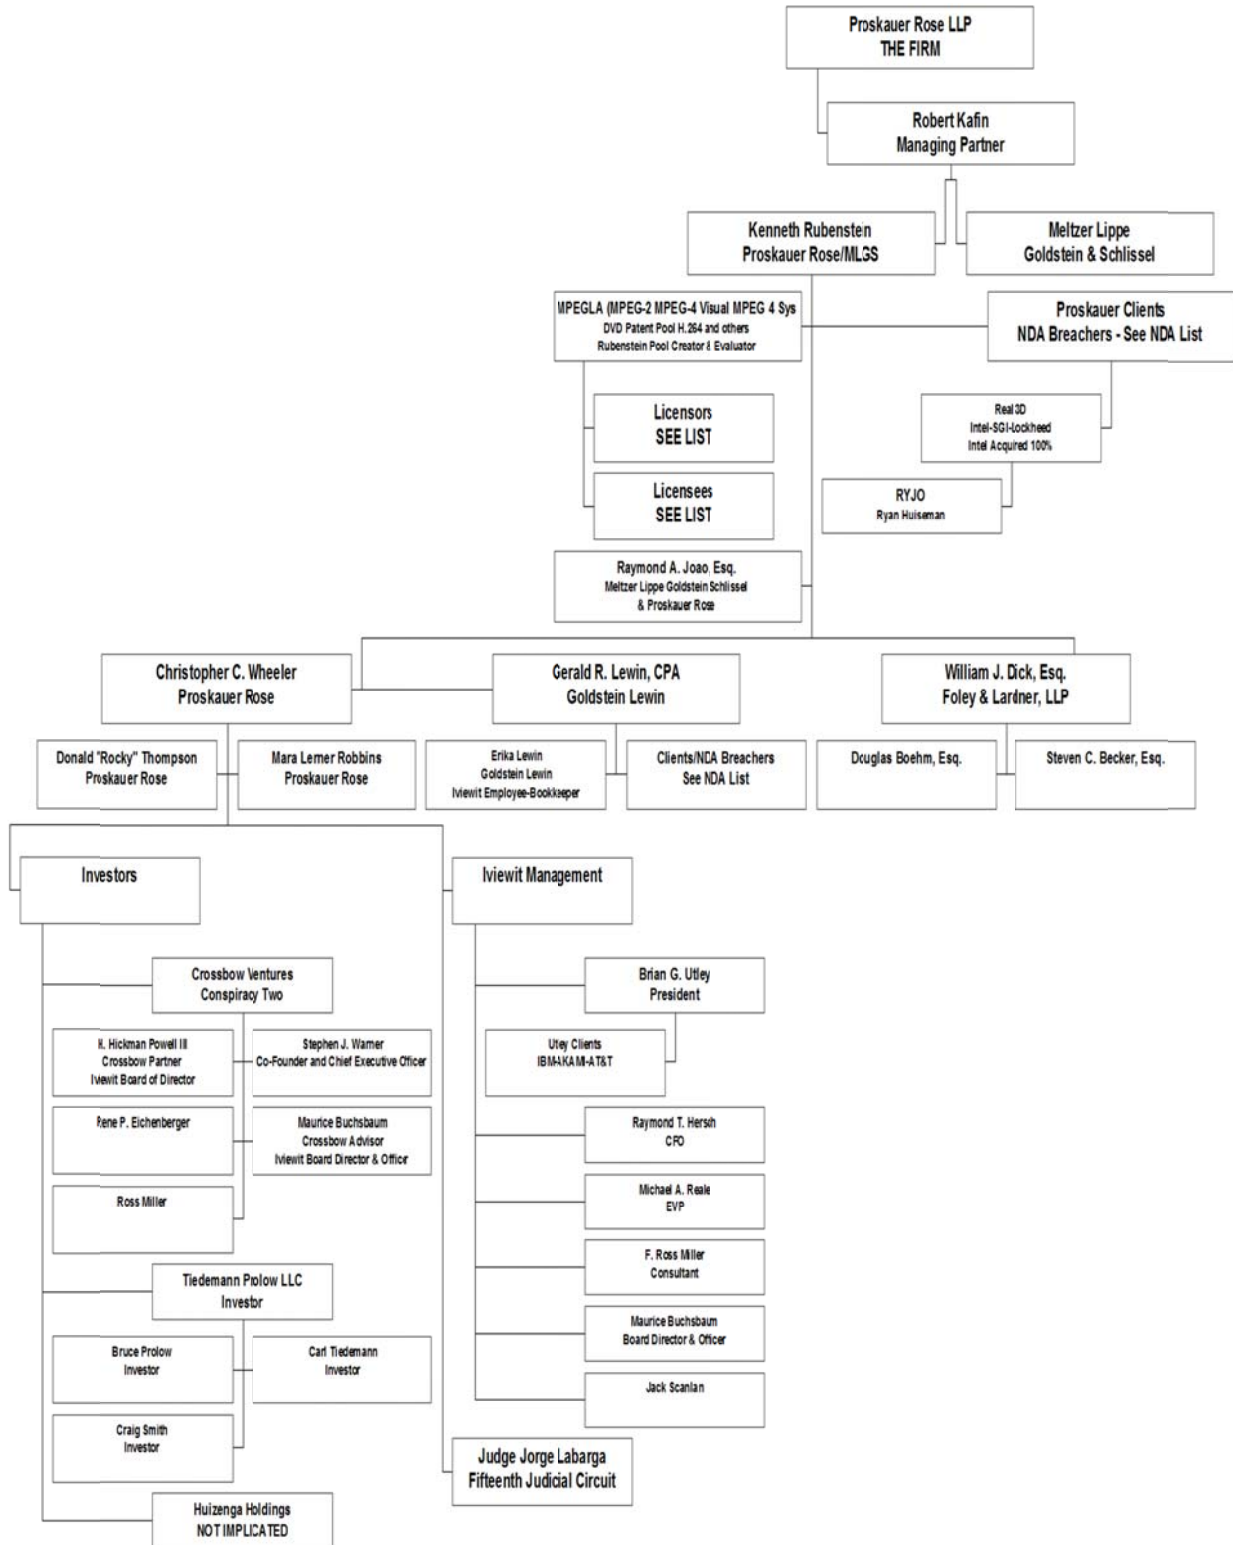 Proskauer Rose LLP
THE FIRM
Robert Kafin
Managing Partner
Kenneth Rubenstein
Proskauer Rose/MLGS
Meltzer Lippe
Goldstein & Schlissel
MPEGLA (MPEG-2 MPEG-4 Visual MPEG 4 Sys
DVD Patent Pool H.264 and others
Rubenstein Pool Creator & Evaluator
Proskauer Clients
NDA Breachers - See NDA List
Licensors
SEE LIST
Real 3D
Intel-SGI-Lockheed
Intel Acquired 100%
Licensees
SEE LIST
RYJO
Ryan Huiseman
Raymond A. Joao, Esq.
Meltzer Lippe Goldstein Schlissel
& Proskauer Rose
Christopher C. Wheeler
Proskauer Rose
Gerald R. Lewin, CPA
Goldstein Lewin
William J. Dick, Esq.
Foley & Lardner, LLP
Donald "Rocky" Thompson
Proskauer Rose
Mara Lerner Robbins
Proskauer Rose
Erika Lewin
Goldstein Lewin
Iviewit Employee-Bookkeeper
Clients/NDA Breachers
See NDA List
Douglas Boehm, Esq.
Steven C. Becker, Esq.
Investors
Iviewit Management
Crossbow Ventures
Conspiracy Two
Brian G. Utley
President
H. Hickman Powell III
Crossbow Partner
Iviewit Board of Director
Stephen J. Warner
Co-Founder and Chief Executive Officer
Utey Clients
IBM-AKAMI-AT&T
Rene P. Eichenberger
Maurice Buchsbaum
Crossbow Advisor
Iviewit Board Director & Officer
Raymond T. Hersh
CFO
Ross Miller
Michael A. Reale
EVP
F. Ross Miller
Consultant
Tiedemann Prolow LLC
Investor
Maurice Buchsbaum
Board Director & Officer
Bruce Prolow
Investor
Carl Tiedemann
Investor
Jack Scanlan
Craig Smith
Investor
Judge Jorge Labarga
Fifteenth Judicial Circuit
Huizenga Holdings
NOT IMPLICATED